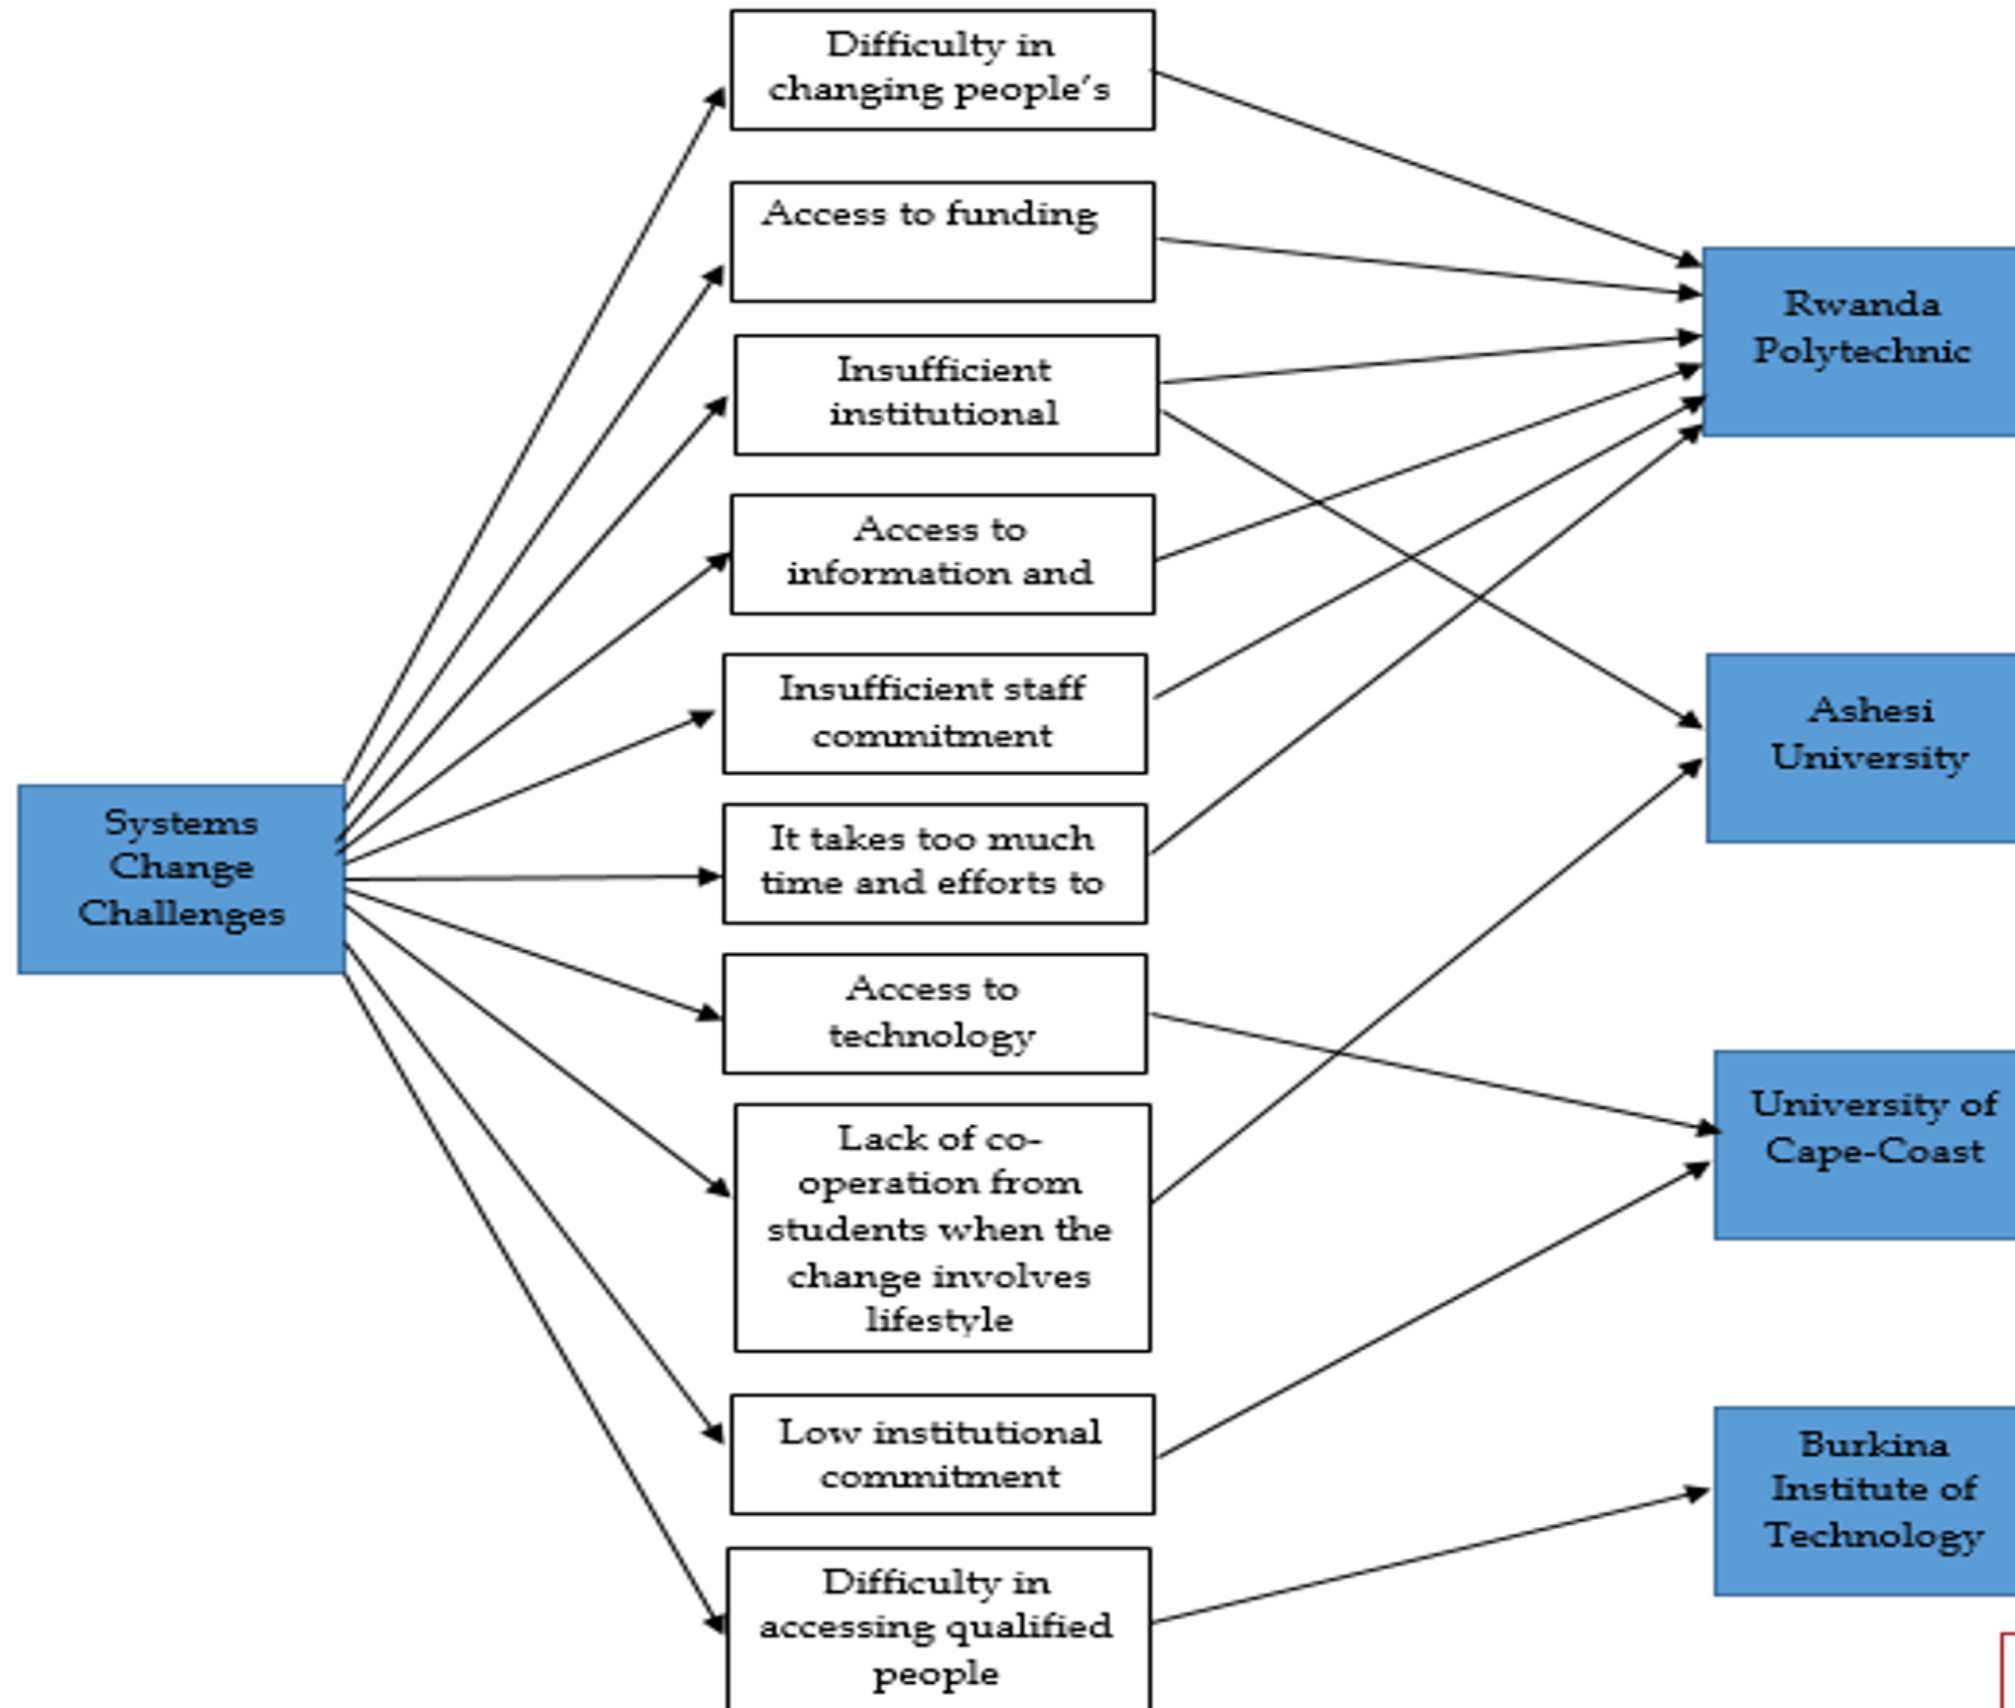 Difficulty in
changing people's
Access to funding
Insufficient
institutional
Access to
information and
Insufficient staff
commitment
It takes too much
time and efforts to
Access to
technology
Lack of co-
operation from
students when the
change involves
lifestyle
Low institutional
commitment
Difficulty in
accessing qualified
people
Systems
Change
Challenges
Rwanda
Polytechnic
Ashesi
University
University of
Cape-Coast
Burkina
Institute of
Technology